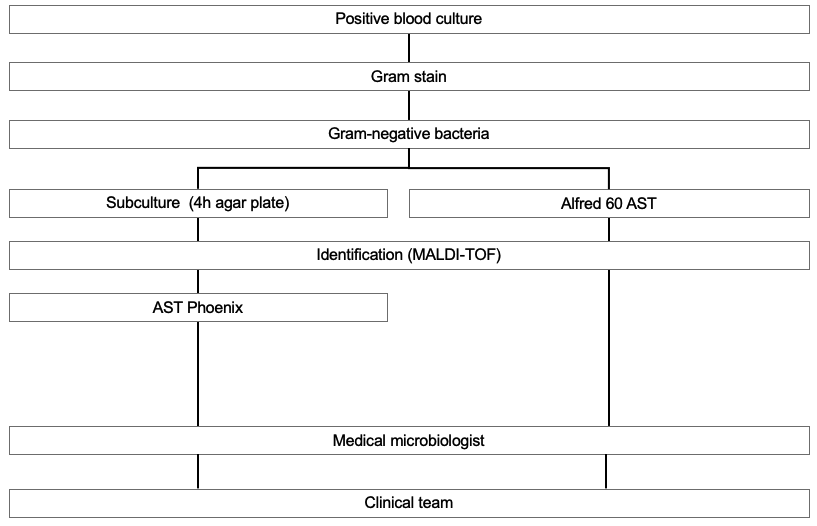 Positive blood culture
Gram stain
Gram-negative bacteria
Subculture (4h agar plate)
Alfred 60 AST
Identification (MALDI-TOF)
AST Phoenix
Medical microbiologist
Clinical team